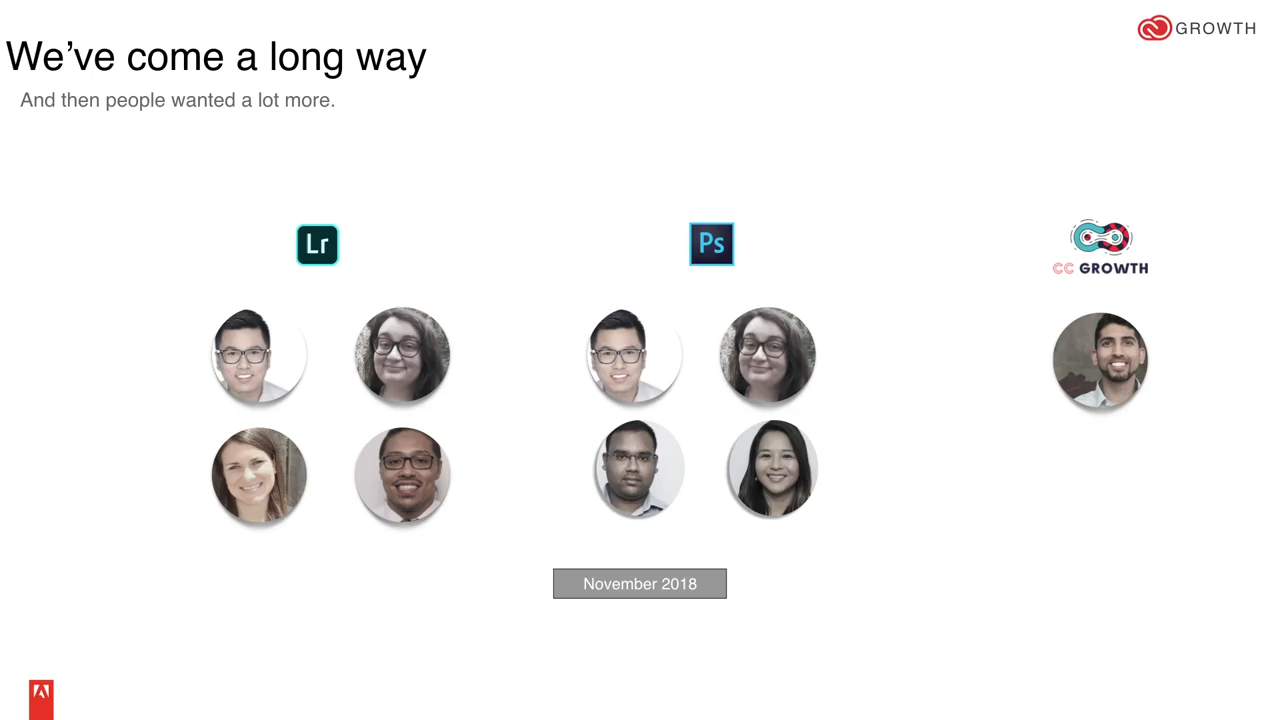 GROWTH
We’ve come a long way
And then people wanted a lot more.
Lr
Ps
CC GROWTH
November 2018